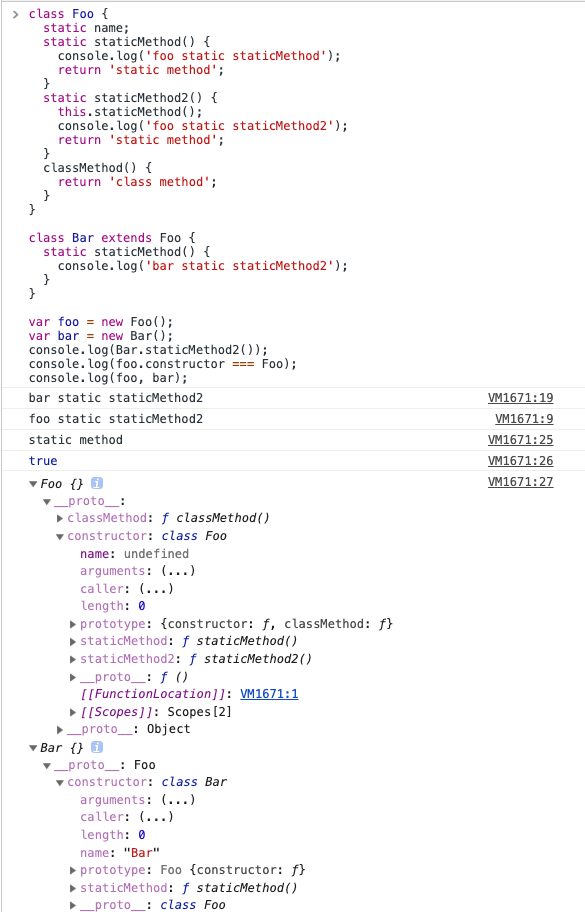 class Foo {
  static name;
  static staticMethod() {
    console.log('foo static staticMethod');
    return 'static method';
  }
  static staticMethod2() {
    this.staticMethod();
    console.log('foo static staticMethod2');
    return 'static method';
  }
  classMethod() {
    return 'class method';
  }
}

class Bar extends Foo {
  static staticMethod() {
    console.log('bar static staticMethod2');
  }
}

var foo = new Foo();
var bar = new Bar();
console.log(Bar.staticMethod2());
console.log(foo.constructor === Foo);
console.log(foo, bar);
bar static staticMethod2 VM1671:19
foo static staticMethod2 VM1671:9
static method VM1671:25
true VM1671:26
Foo {} i VM1671:27
__proto__:
classMethod: ƒ classMethod()
constructor: class Foo
name: undefined
arguments: (...)
caller: (...)
length: 0
prototype: {constructor: ƒ, classMethod: ƒ}
staticMethod: ƒ staticMethod()
staticMethod2: ƒ staticMethod2()
__proto__: ƒ ()
[[FunctionLocation]]: VM1671:1
[[Scopes]]: Scopes[2]
__proto__: Object
Bar {} i
__proto__: Foo
constructor: class Bar
arguments: (...)
caller: (...)
length: 0
name: "Bar"
prototype: Foo {constructor: ƒ}
staticMethod: ƒ staticMethod()
__proto__: class Foo